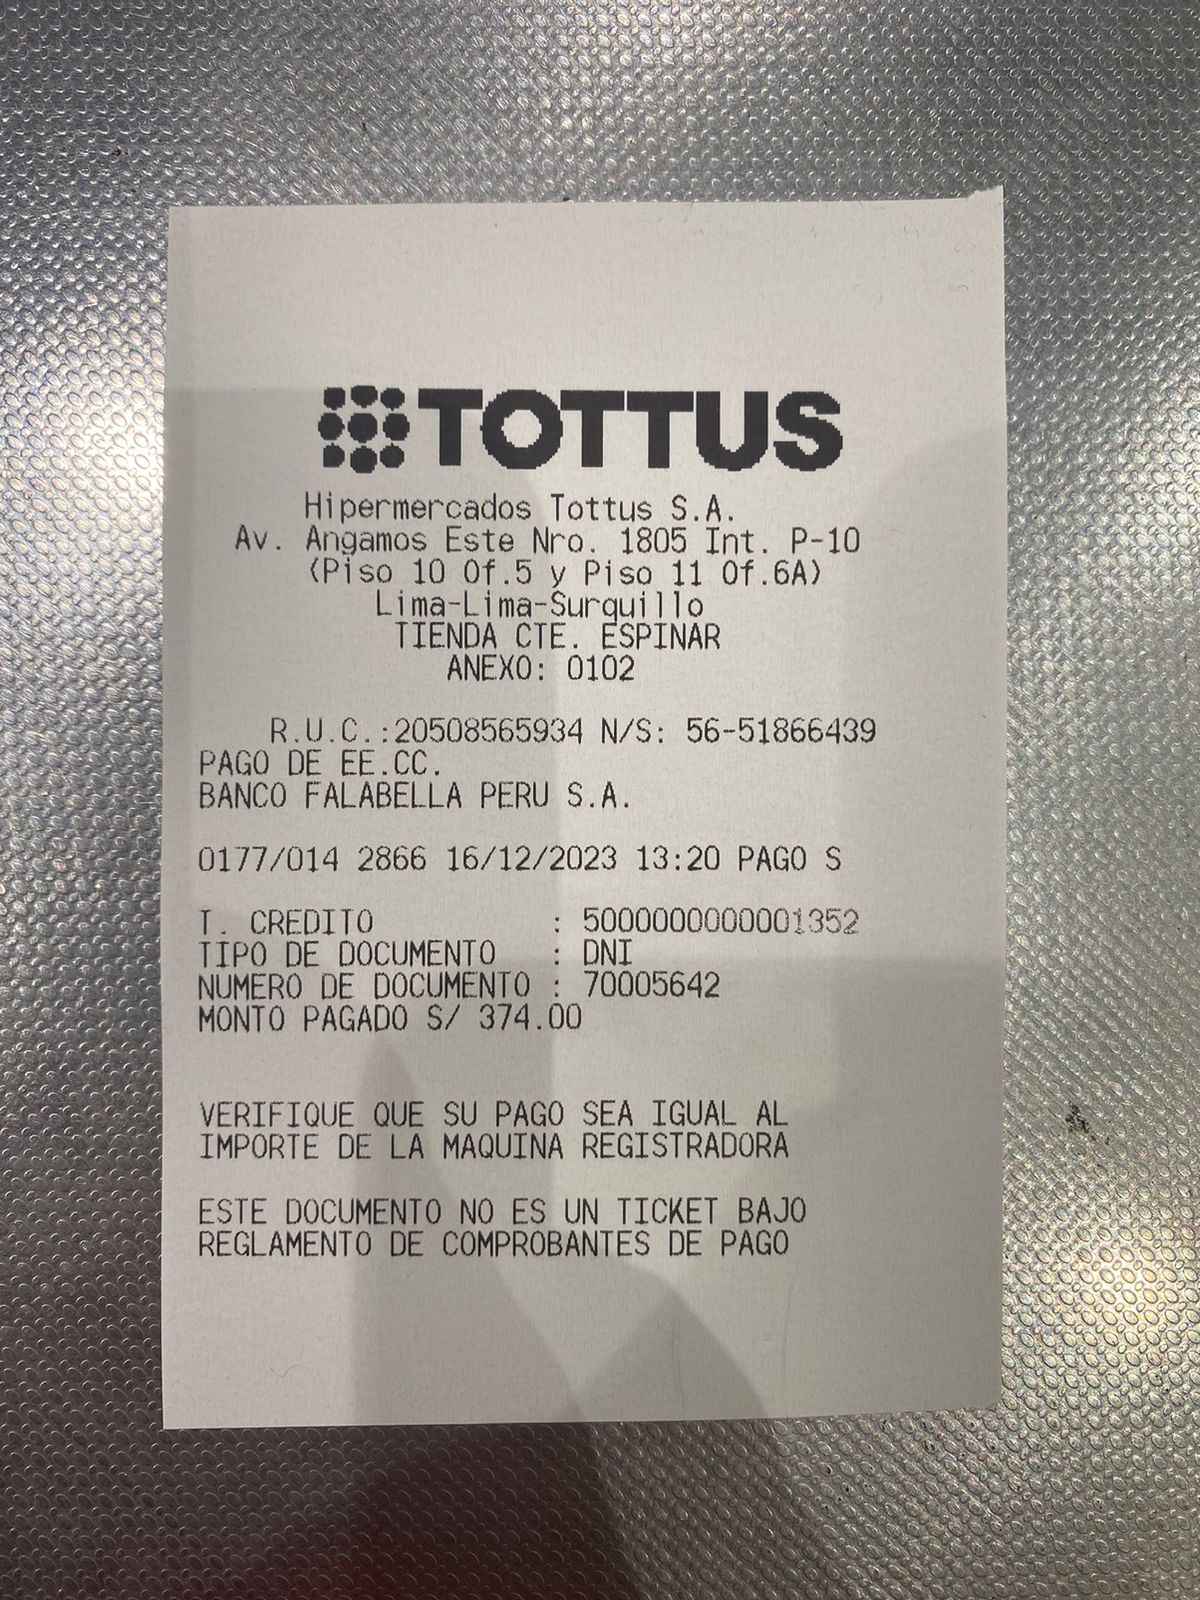 TOTTUS
Hipermercados Tottus S.A.
Av. Angamos Este Nro. 1805 Int. P-10
(Piso 10 Of.5 y Piso 11 Of.6A)
Lima-Lima-Surquillo
TIENDA CTE. ESPINAR
ANEXO: 0102
R.U.C.:20508565934 N/S: 56-51866439
PAGO DE EE.CC.
BANCO FALABELLA PERU S.A.
0177/014 2866 16/12/2023 13:20 PAGO S
T. CREDITO : 5000000000001352
TIPO DE DOCUMENTO : DNI
NUMERO DE DOCUMENTO : 70005642
MONTO PAGADO S/ 374.00
VERIFIQUE QUE SU PAGO SEA IGUAL AL
IMPORTE DE LA MAQUINA REGISTRADORA
ESTE DOCUMENTO NO ES UN TICKET BAJO
REGLAMENTO DE COMPROBANTES DE PAGO